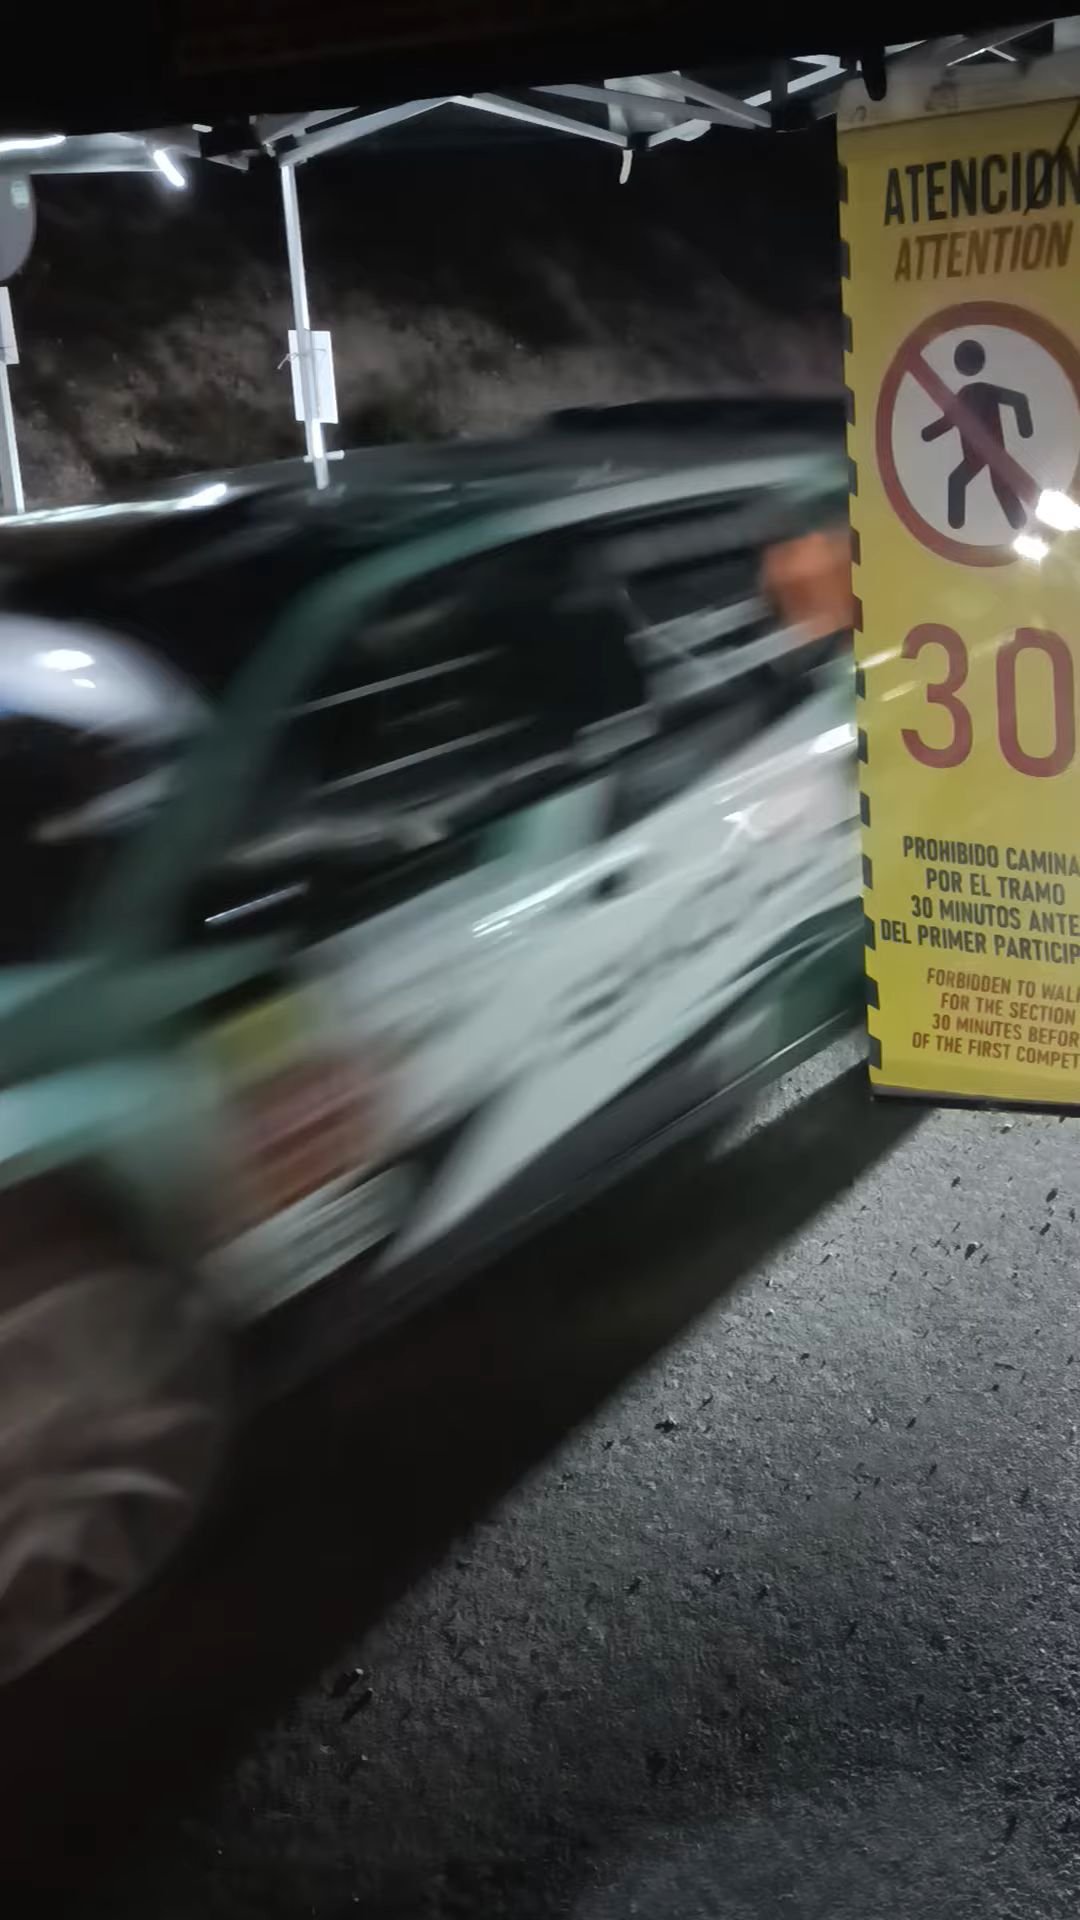 ATENCIÓN
ATTENTION
30
PROHIBIDO CAMINA
POR EL TRAMO
30 MINUTOS ANTE
DEL PRIMER PARTICIP
FORBIDDEN TO WAL
FOR THE SECTION
30 MINUTES BEFOR
OF THE FIRST COMPET